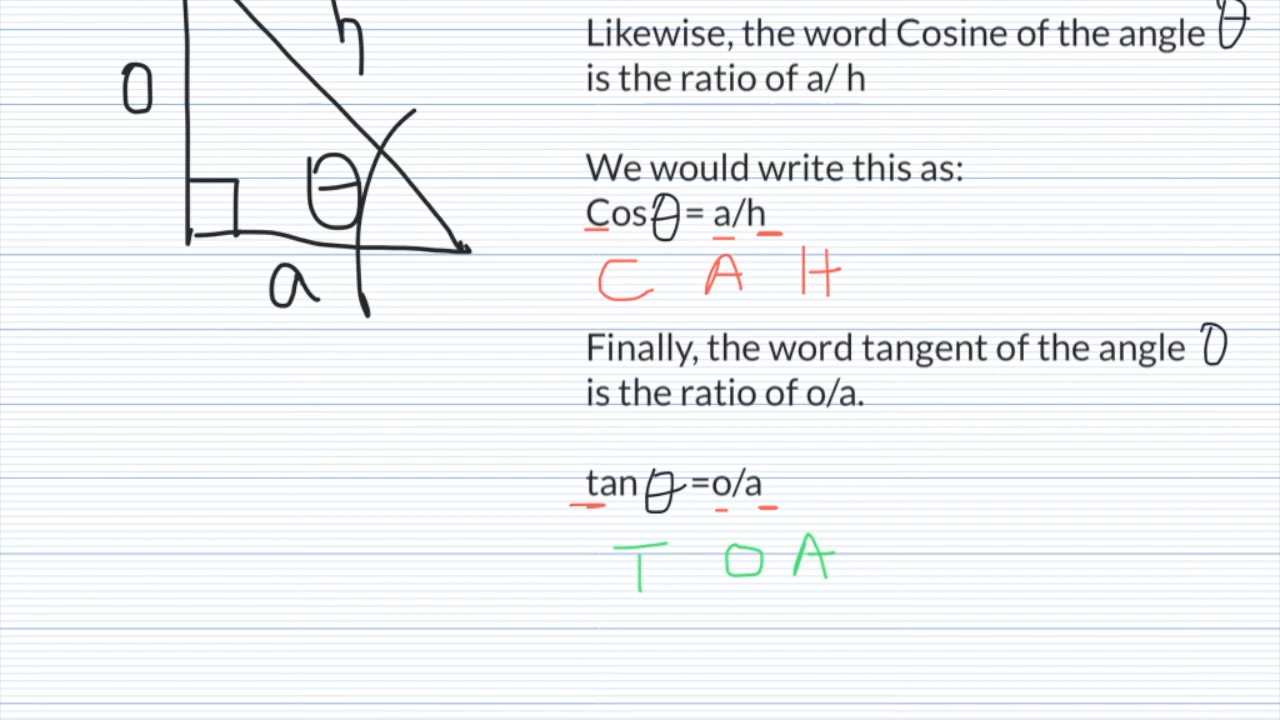 h
O
θ
a
Likewise, the word Cosine of the angle θ
is the ratio of a/ h
We would write this as:
Cosθ= a/h
C A H
Finally, the word tangent of the angle 0
is the ratio of o/a.
tanθ=o/a
T O A